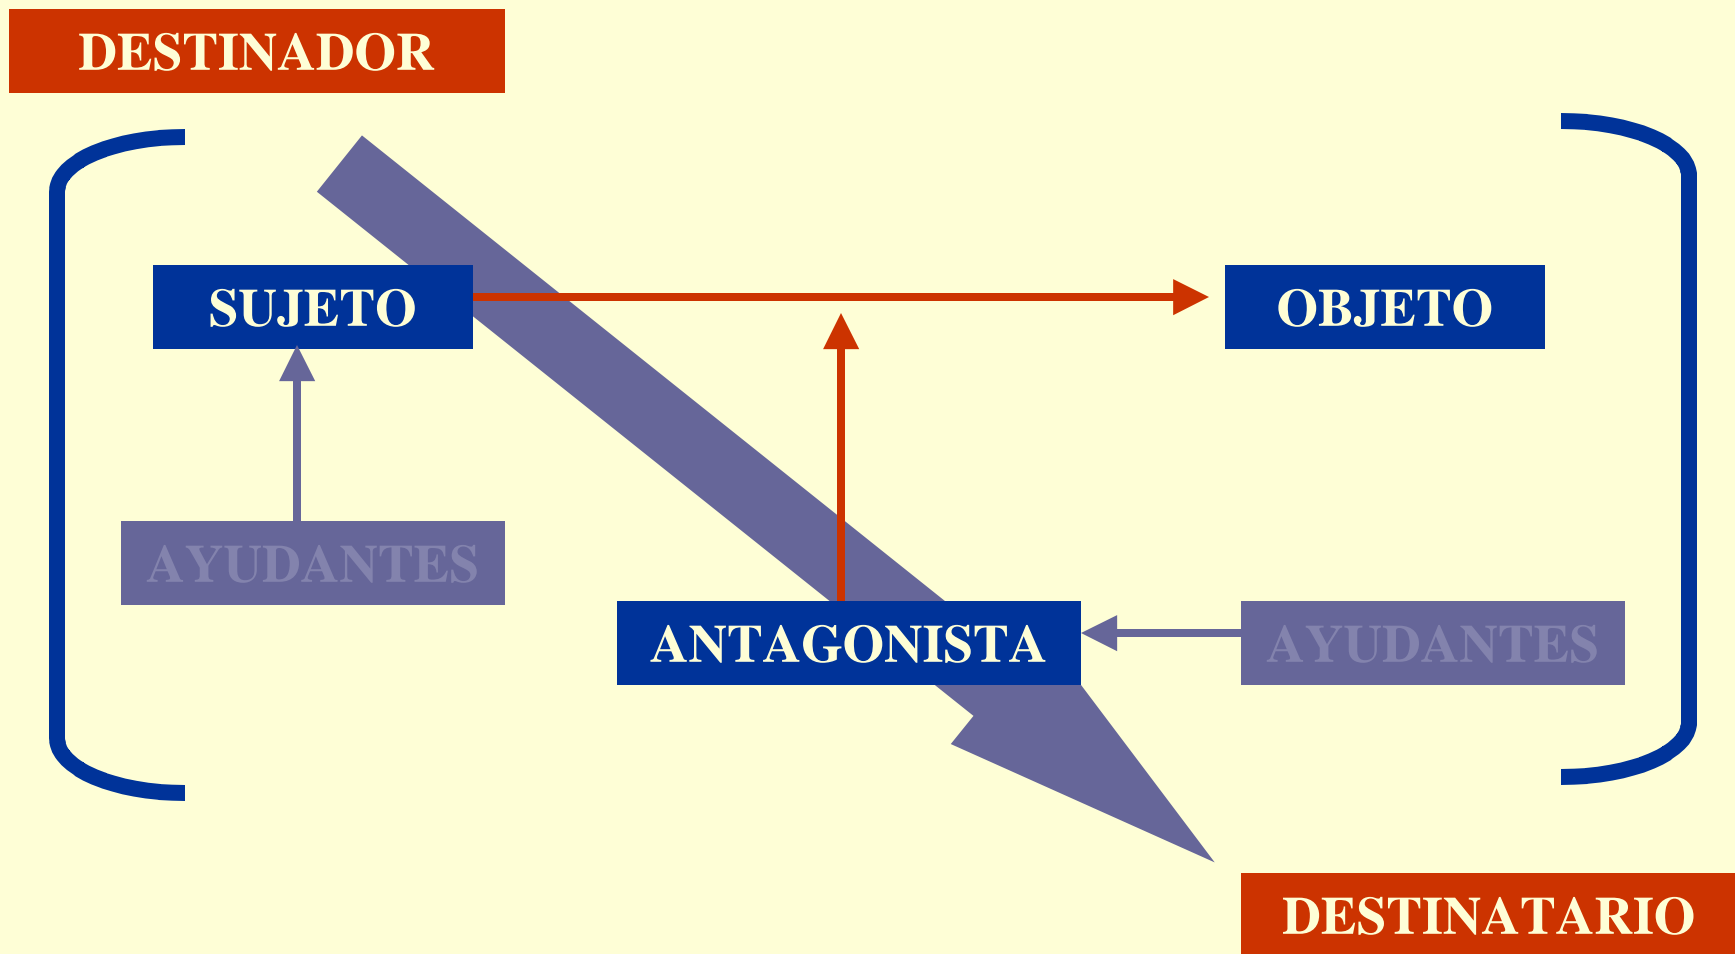 DESTINADOR
SUJETO
OBJETO
AYUDANTES
ANTAGONISTA
AYUDANTES
DESTINATARIO